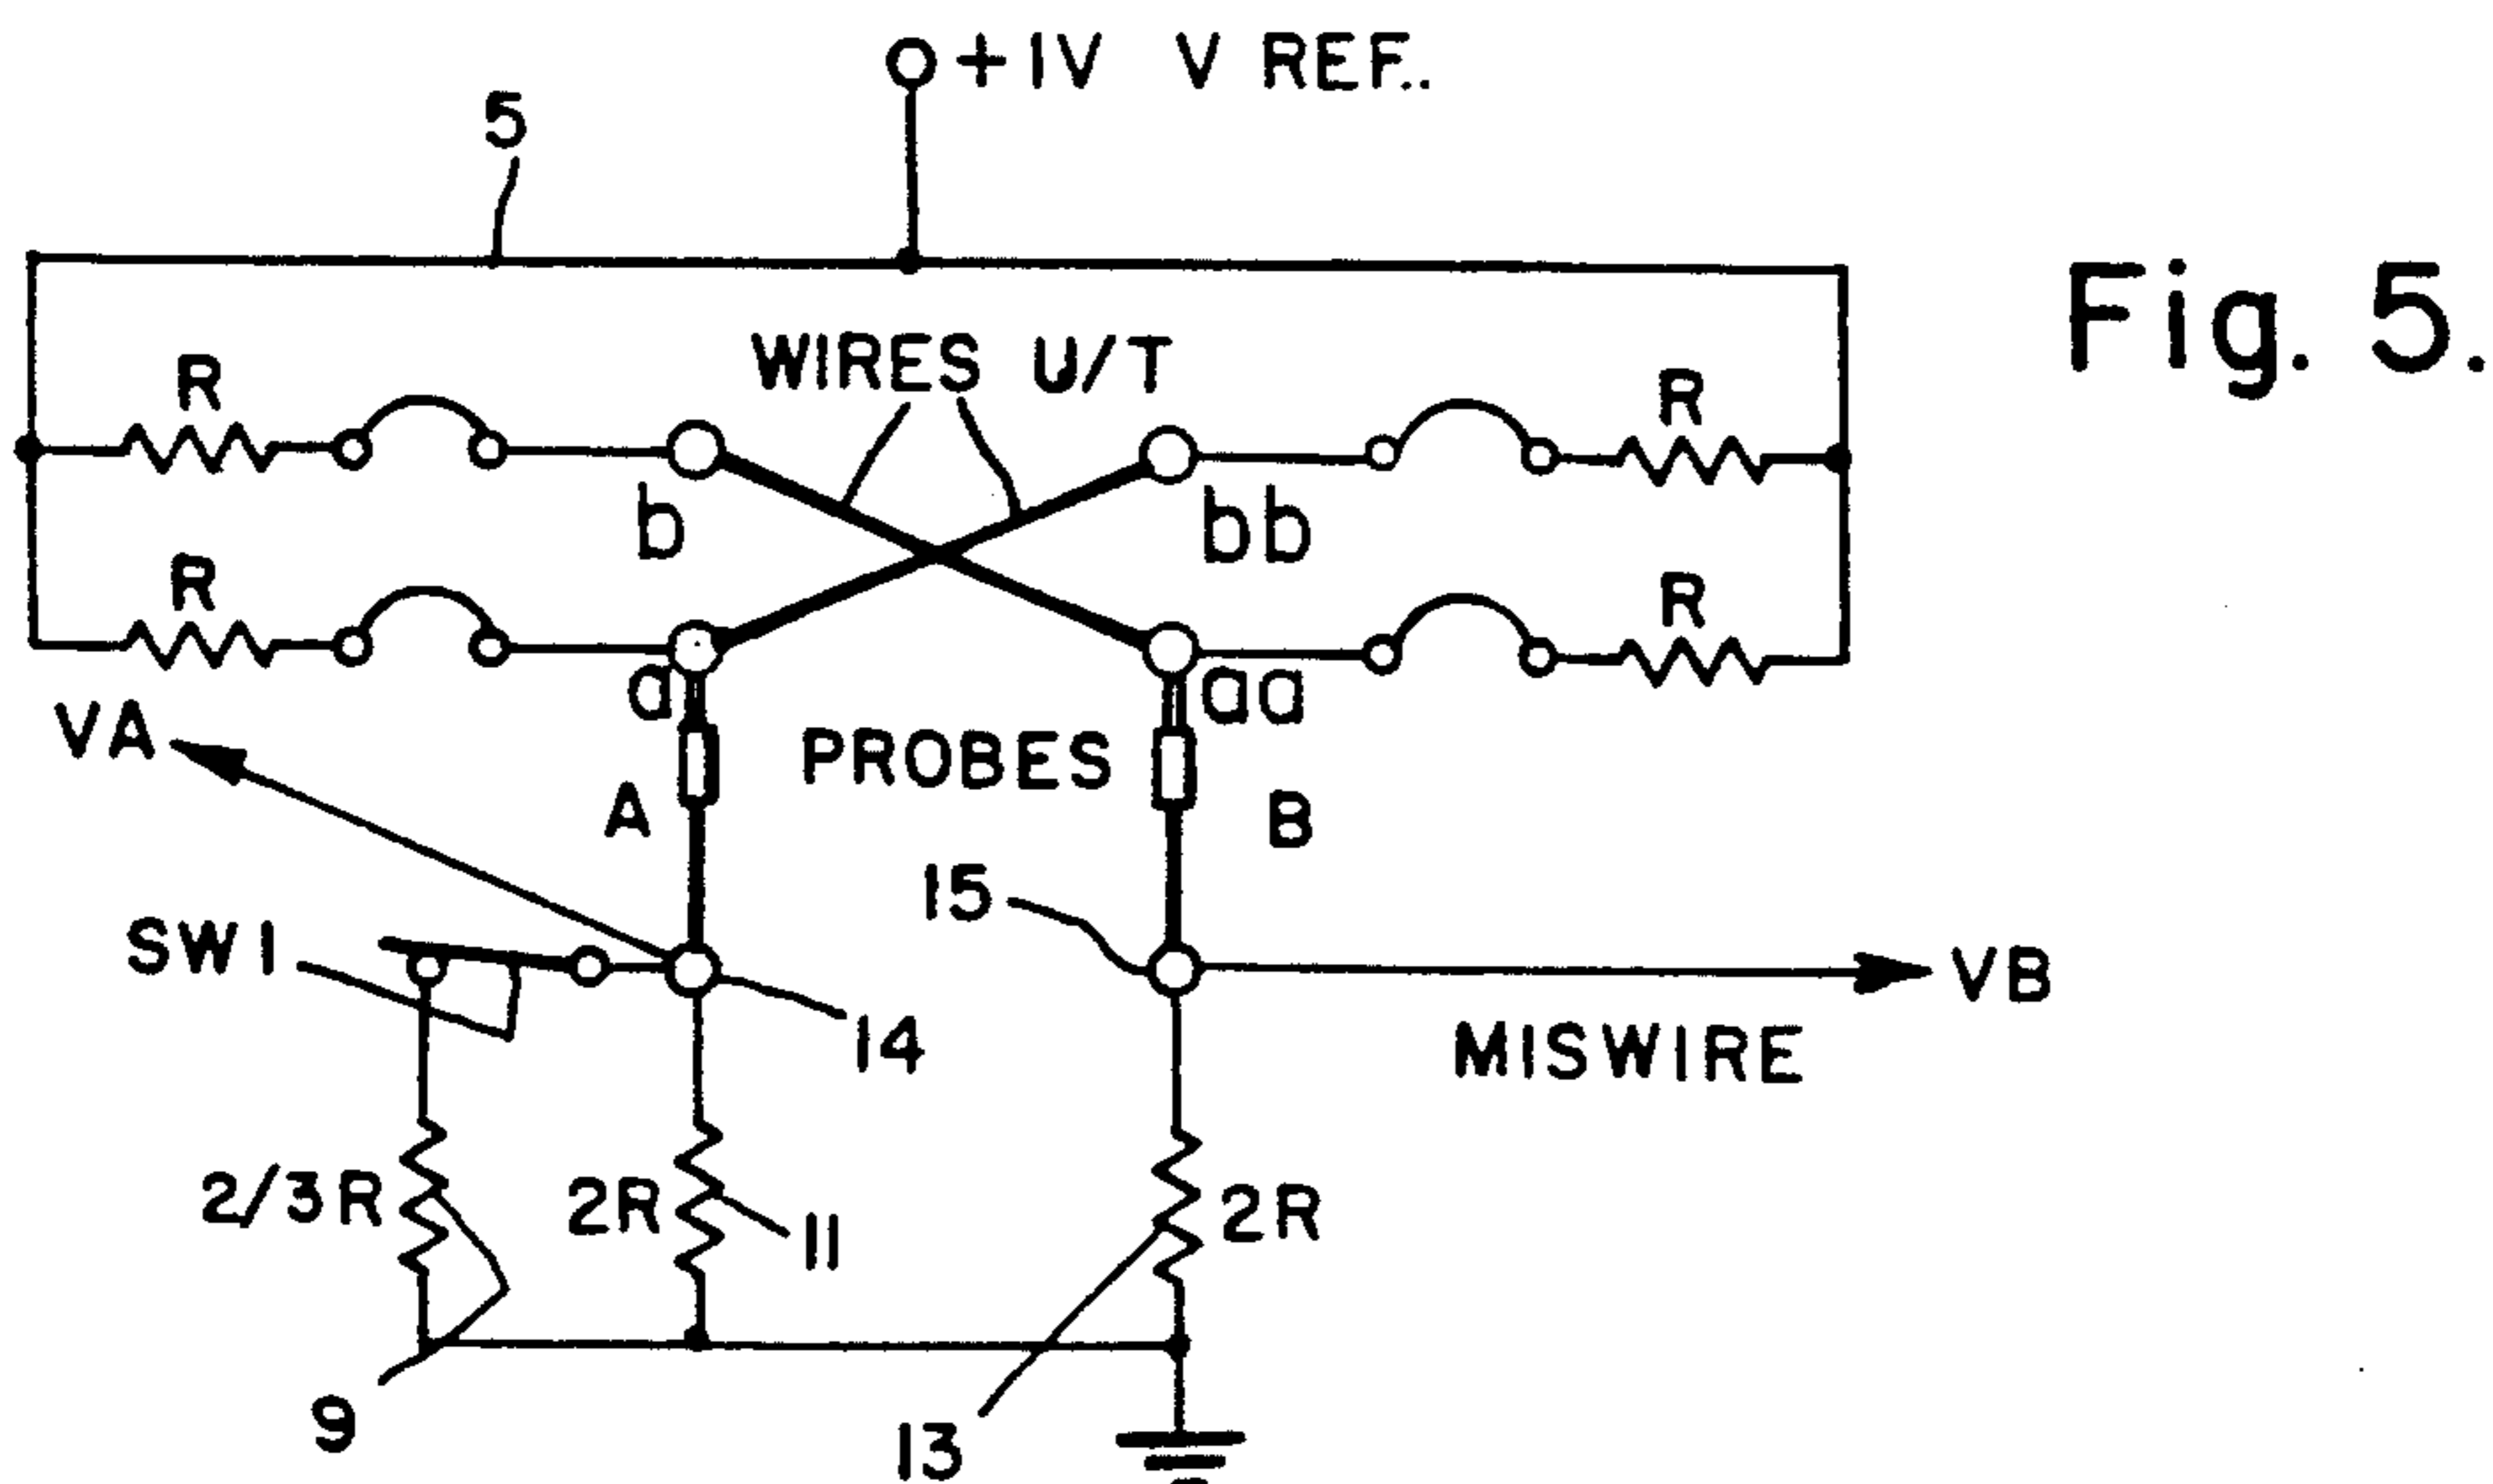 +1V V REF..
5
Fig. 5.
WIRES U/T
R
R
b
bb
R
R
a
aa
VA
PROBES
A
B
15
SW1
VB
14
MISWIRE
2/3R
2R
11
2R
9
13